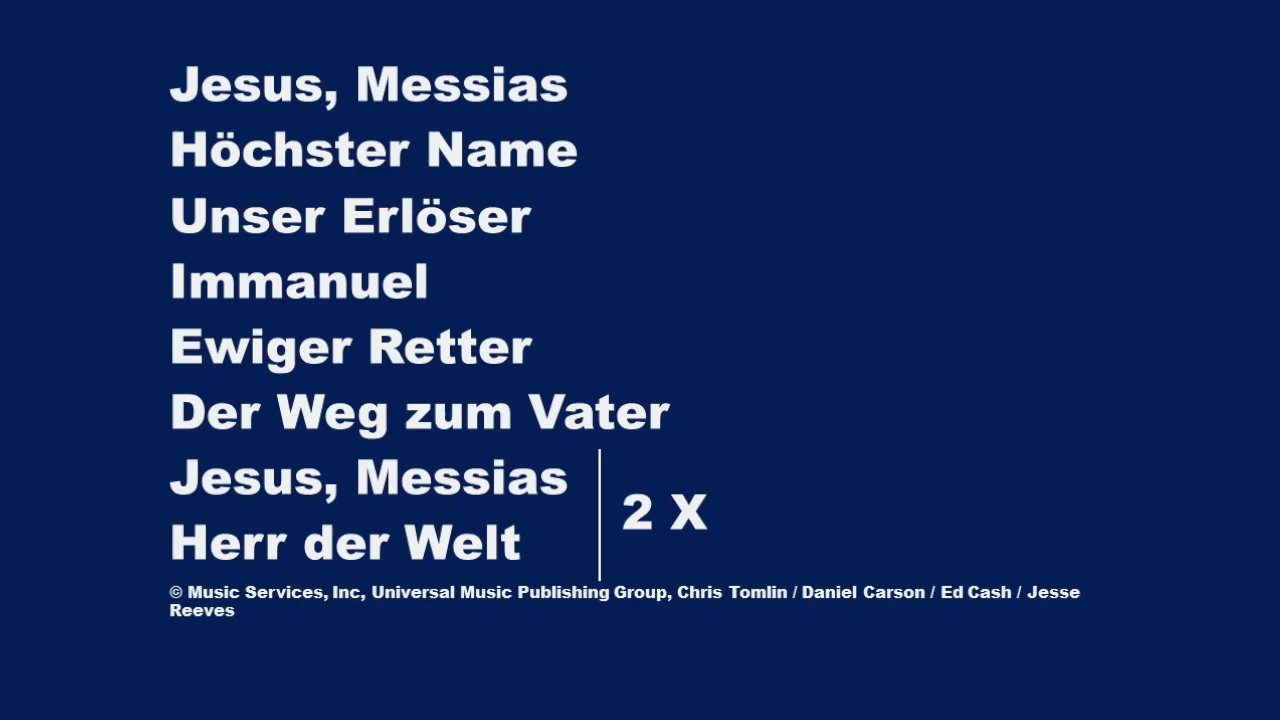 Jesus, Messias
Höchster Name
Unser Erlöser
Immanuel
Ewiger Retter
Der Weg zum Vater
Jesus, Messias
Herr der Welt
2 X
© Music Services, Inc, Universal Music Publishing Group, Chris Tomlin / Daniel Carson / Ed Cash / Jesse
Reeves